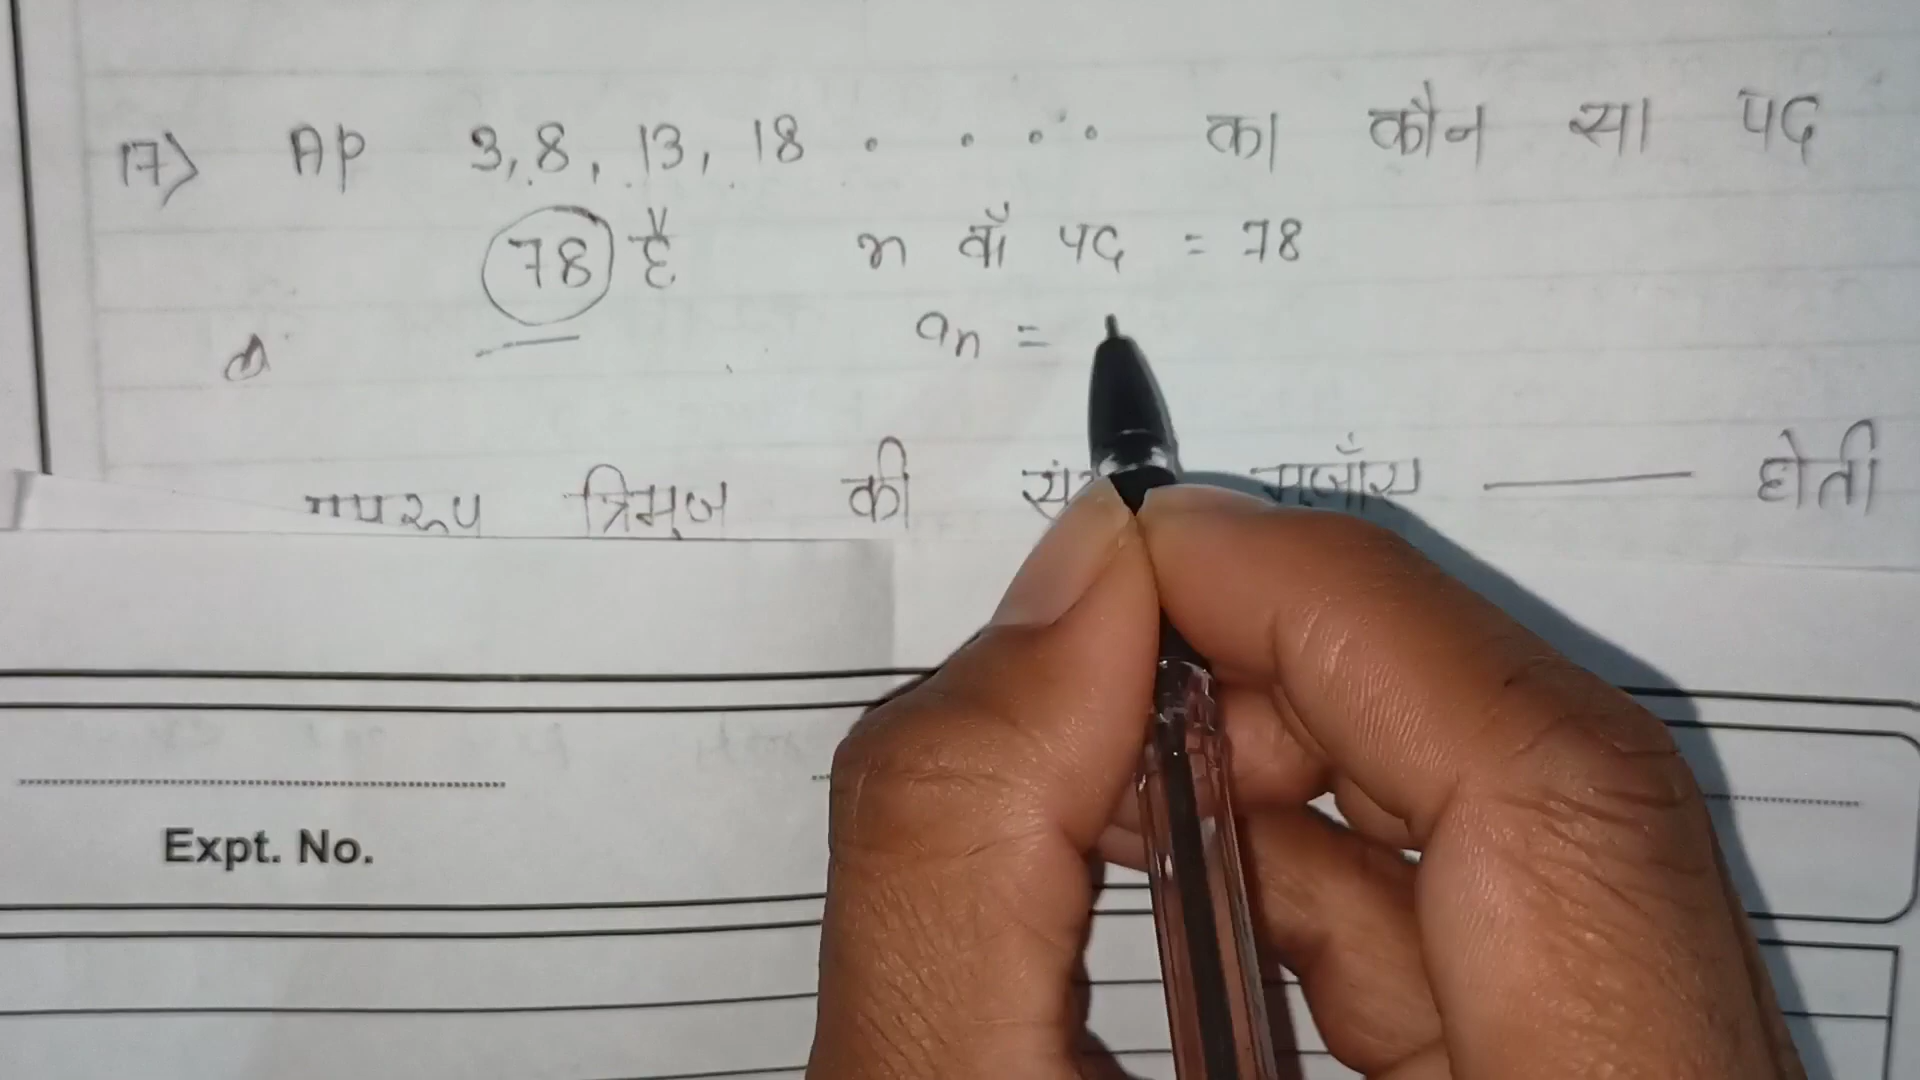 17) AP 3, 8, 13, 18 .... का कौन सा पद
78 है n वाँ पद = 78
an =
त्रिभुज की होती
Expt. No.